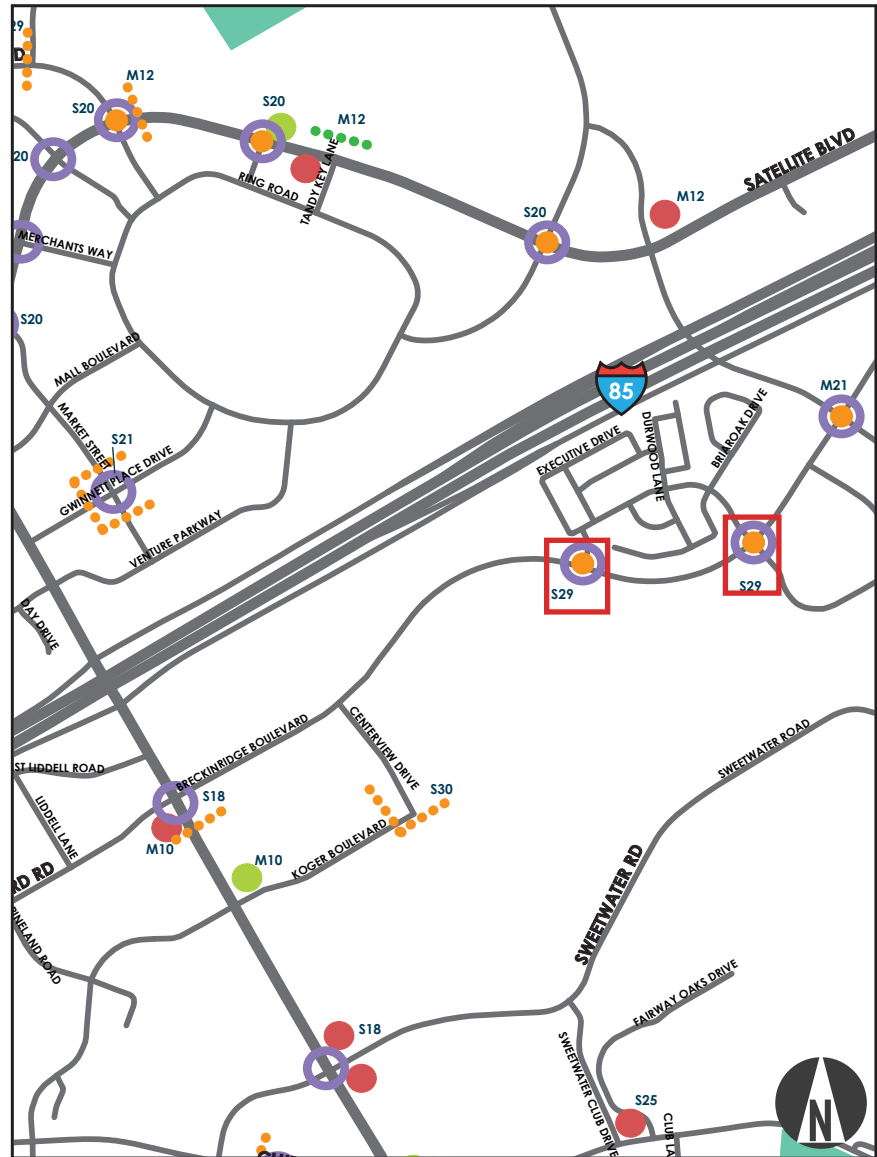 29
D
M12
S20
S20
M12
20
RING ROAD
TANDY KEY LANE
SATELLITE BLVD
M12
S20
MERCHANTS WAY
S20
MALL BOULEVARD
85
M21
MARKET STREET
S21
GWINNETT PLACE DRIVE
EXECUTIVE DRIVE
DURWOOD LANE
BRIAROAK DRIVE
VENTURE PARKWAY
S29
S29
DAY DRIVE
BRECKINRIDGE BOULEVARD
CENTERVIEW DRIVE
SWEETWATER ROAD
ST LIDDELL ROAD
S18
S30
LIDDELL LANE
M10
M10
KOGER BOULEVARD
RD RD
SWEETWATER RD
PINELAND ROAD
FAIRWAY OAKS DRIVE
S18
SWEETWATER CLUB DRIVE
S25
CLUB LA
N